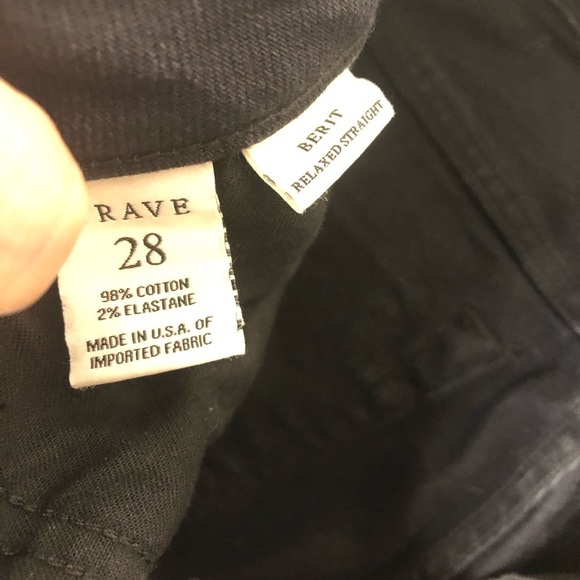 RAVE
28
98% COTTON
2% ELASTANE
MADE IN U.S.A. OF
IMPORTED FABRIC
BERIT
RELAXED STRAIGHT